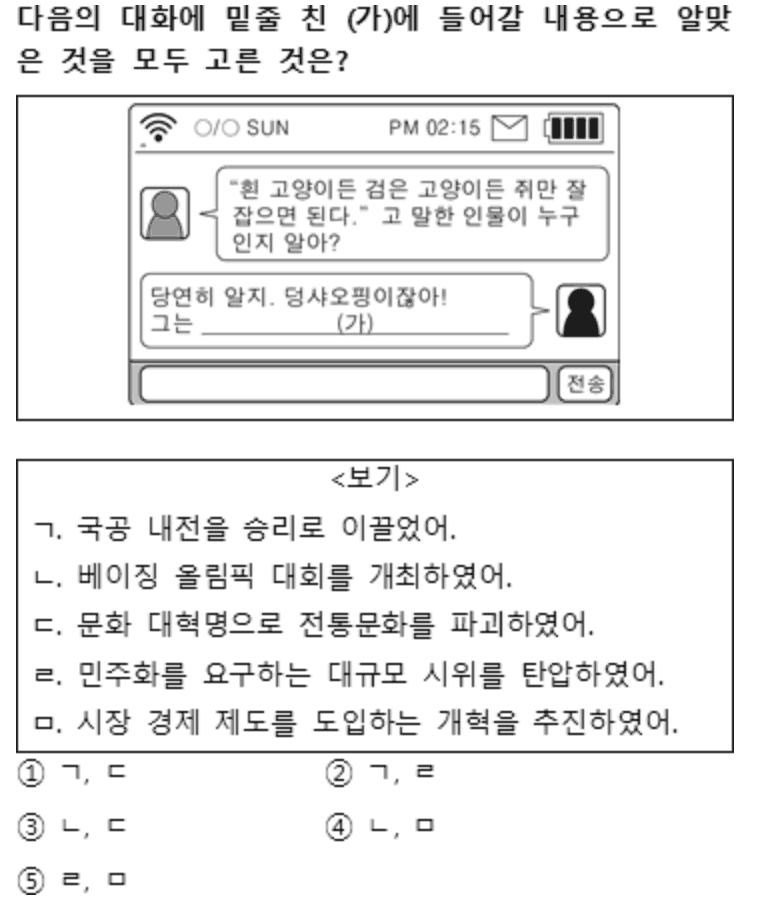 다음의 대화에 밑줄 친 (가)에 들어갈 내용으로 알맞
은 것을 모두 고른 것은?
○/○ SUN PM 02:15
"흰 고양이든 검은 고양이든 쥐만 잘
잡으면 된다." 고 말한 인물이 누구
인지 알아?
당연히 알지. 덩샤오핑이잖아!
그는 (가)
전송
<보기>
ㄱ. 국공 내전을 승리로 이끌었어.
ㄴ. 베이징 올림픽 대회를 개최하였어.
ㄷ. 문화 대혁명으로 전통문화를 파괴하였어.
ㄹ. 민주화를 요구하는 대규모 시위를 탄압하였어.
ㅁ. 시장 경제 제도를 도입하는 개혁을 추진하였어.
① ㄱ, ㄷ ② ㄱ, ㄹ
③ ㄴ, ㄷ ④ ㄴ, ㅁ
⑤ ㄹ, ㅁ